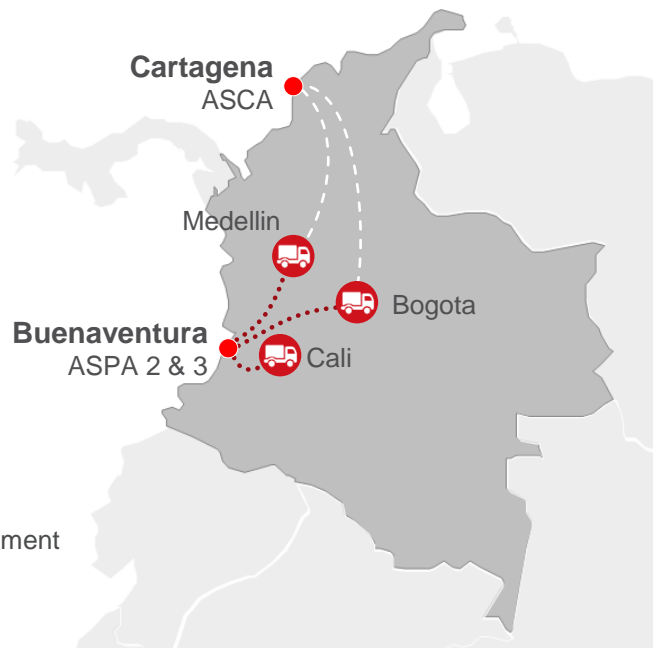 Cartagena
ASCA
Medellin
Bogota
Buenaventura
ASPA 2 & 3
Cali
ment